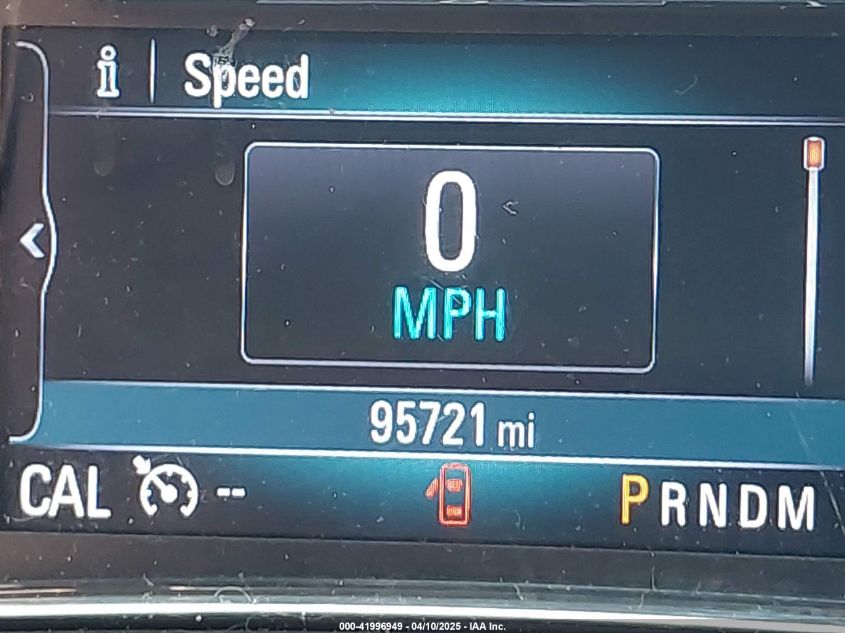 i | Speed
0
MPH
95721 mi
CAL -- PRNDM
000-41996949 - 04/10/2025 - IAA Inc.